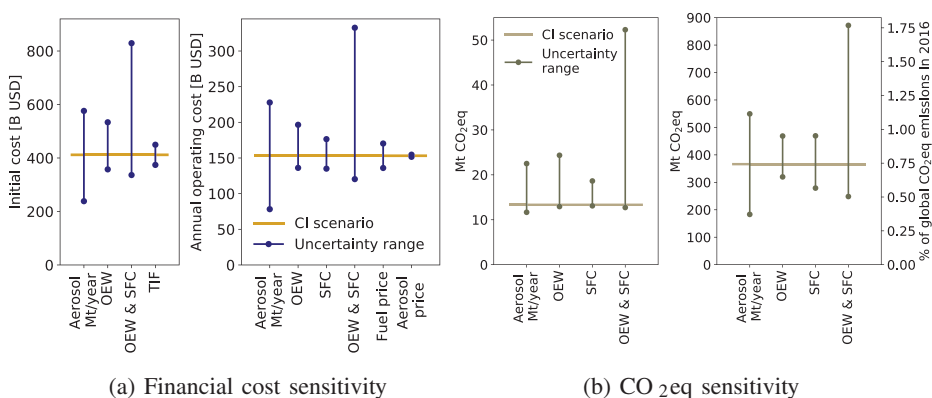 Initial cost [B USD]
800
600
400
200
0
Aerosol
Mt/year
OEW
OEW & SFC
TIF
Annual operating cost [B USD]
350
300
250
200
150
100
50
0
CI scenario
Uncertainty range
Aerosol
Mt/year
OEW
SFC
OEW & SFC
Fuel price
Aerosol
price
Mt CO2eq
50
40
30
20
10
0
CI scenario
Uncertainty
range
Aerosol
Mt/year
OEW
SFC
OEW & SFC
Mt CO2eq
900
800
700
600
500
400
300
200
100
0
Aerosol
Mt/year
OEW
SFC
OEW & SFC
1.75
1.50
1.25
1.00
0.75
0.50
0.25
0.00
% of global CO2eq emissions in 2016
(a) Financial cost sensitivity
(b) CO2eq sensitivity